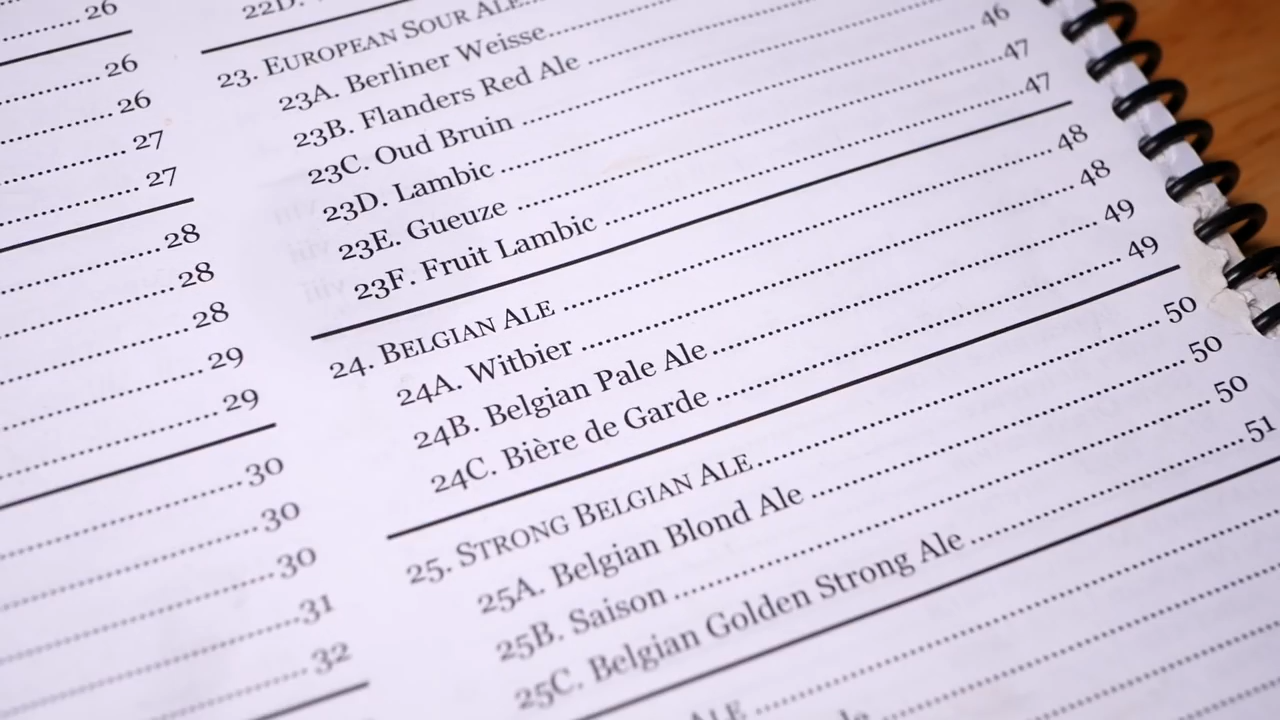 26
26
26
27
27
28
28
28
29
29
30
30
30
31
32
22D.
23. EUROPEAN SOUR ALE
23A. Berliner Weisse
23B. Flanders Red Ale
23C. Oud Bruin
23D. Lambic 46
23E. Gueuze 47
23F. Fruit Lambic 47
24. BELGIAN ALE 48
24A. Witbier 48
24B. Belgian Pale Ale 49
24C. Bière de Garde 49
25. STRONG BELGIAN ALE 50
25A. Belgian Blond Ale 50
25B. Saison 50
25C. Belgian Golden Strong Ale 51
ALE